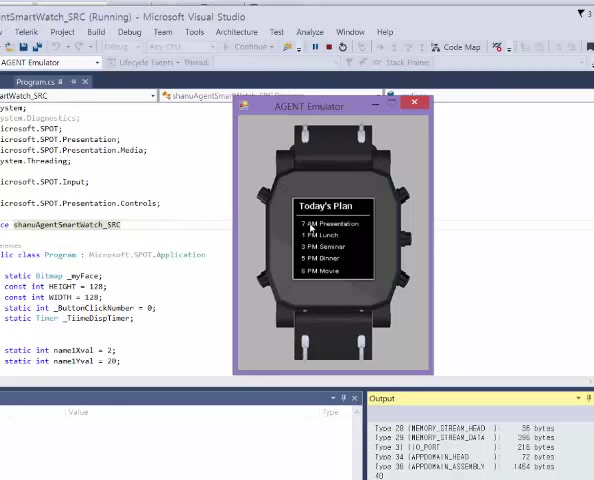 entSmartWatch_SRC (Running) - Microsoft Visual Studio
3
Telerik Project Build Debug Team Tools Architecture Test Analyze Window Help
Debug Any CPU Continue Code Map
AGENT Emulator Lifecycle Events Thread: Stack Frame:
Program.cs
martWatch_SRC
ystem;
ystem.Diagnostics;
icrosoft.SPOT;
icrosoft.SPOT.Presentation;
icrosoft.SPOT.Presentation.Media;
ystem.Threading;
icrosoft.SPOT.Input;
icrosoft.SPOT.Presentation.Controls;
ce shanuAgentSmartWatch_SRC
eferences
blic class Program : Microsoft.SPOT.Application
static Bitmap _myFace;
const int HEIGHT = 128;
const int WIDTH = 128;
static int _ButtonClickNumber = 0;
static Timer _TiimeDispTimer;
static int name1Xval = 2;
static int name1Yval = 20;
AGENT Emulator
Today's Plan
7 AM Presentation
1 PM Lunch
3 PM Seminar
5 PM Dinner
6 PM Movie
Value Type
Output
Type 28 (MEMORY_STREAM_HEAD ): 36 bytes
Type 29 (MEMORY_STREAM_DATA ): 396 bytes
Type 31 (IO_PORT ): 216 bytes
Type 34 (APPDOMAIN_HEAD ): 72 bytes
Type 36 (APPDOMAIN_ASSEMBLY ): 1464 bytes